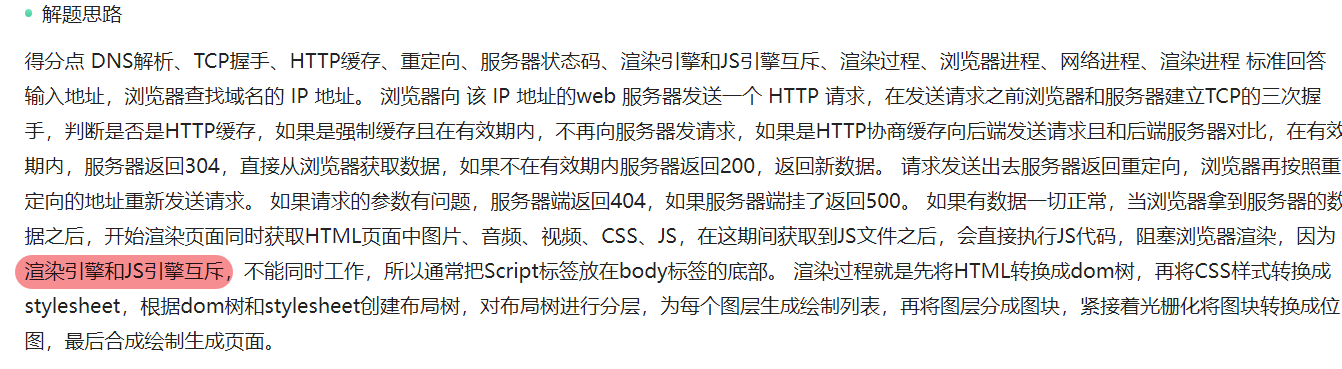 解题思路
得分点 DNS解析、TCP握手、HTTP缓存、重定向、服务器状态码、渲染引擎和JS引擎互斥、渲染过程、浏览器进程、网络进程、渲染进程 标准回答
输入地址，浏览器查找域名的 IP 地址。 浏览器向 该 IP 地址的web 服务器发送一个 HTTP 请求，在发送请求之前浏览器和服务器建立TCP的三次握
手，判断是否是HTTP缓存，如果是强制缓存且在有效期内，不再向服务器发请求，如果是HTTP协商缓存向后端发送请求且和后端服务器对比，在有效
期内，服务器返回304，直接从浏览器获取数据，如果不在有效期内服务器返回200，返回新数据。 请求发送出去服务器返回重定向，浏览器再按照重
定向的地址重新发送请求。 如果请求的参数有问题，服务器端返回404，如果服务器端挂了返回500。 如果有数据一切正常，当浏览器拿到服务器的数
据之后，开始渲染页面同时获取HTML页面中图片、音频、视频、CSS、JS，在这期间获取到JS文件之后，会直接执行JS代码，阻塞浏览器渲染，因为
渲染引擎和JS引擎互斥，不能同时工作，所以通常把Script标签放在body标签的底部。 渲染过程就是先将HTML转换成dom树，再将CSS样式转换成
stylesheet，根据dom树和stylesheet创建布局树，对布局树进行分层，为每个图层生成绘制列表，再将图层分成图块，紧接着光栅化将图块转换成位
图，最后合成绘制生成页面。